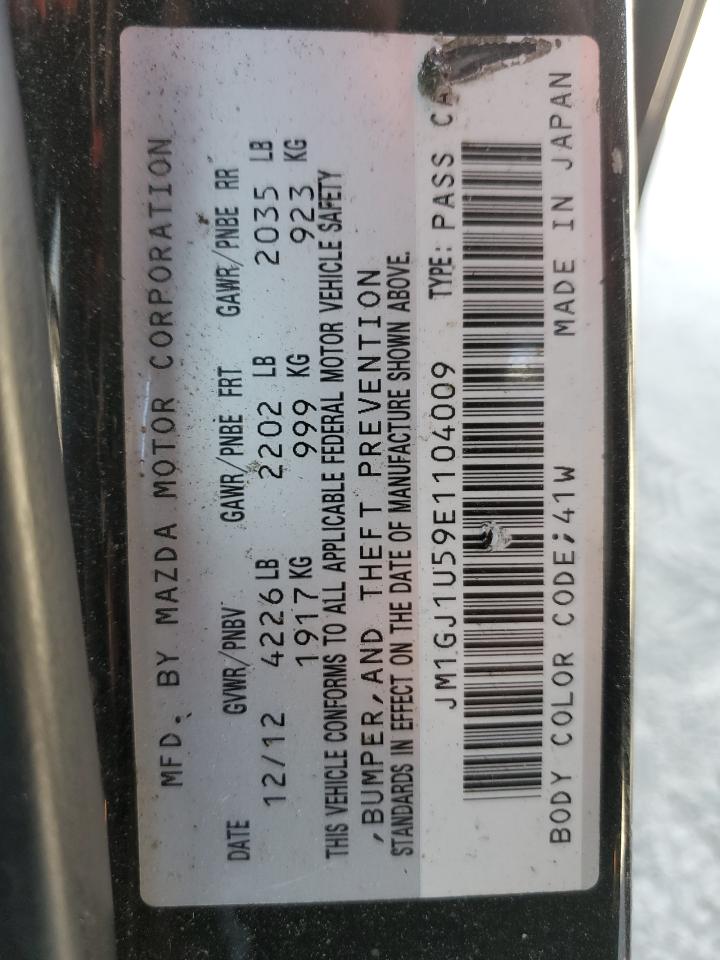 MFD. BY MAZDA MOTOR CORPORATION
DATE GVWR/PNBV GAWR/PNBE FRT GAWR/PNBE RR
12/12 4226 LB 2202 LB 2035 LB
1917 KG 999 KG 923 KG
THIS VEHICLE CONFORMS TO ALL APPLICABLE FEDERAL MOTOR VEHICLE SAFETY
,BUMPER,AND THEFT PREVENTION
STANDARDS IN EFFECT ON THE DATE OF MANUFACTURE SHOWN ABOVE.
JM1GJ1U59E1104009 TYPE: PASS CA
BODY COLOR CODE;41W MADE IN JAPAN